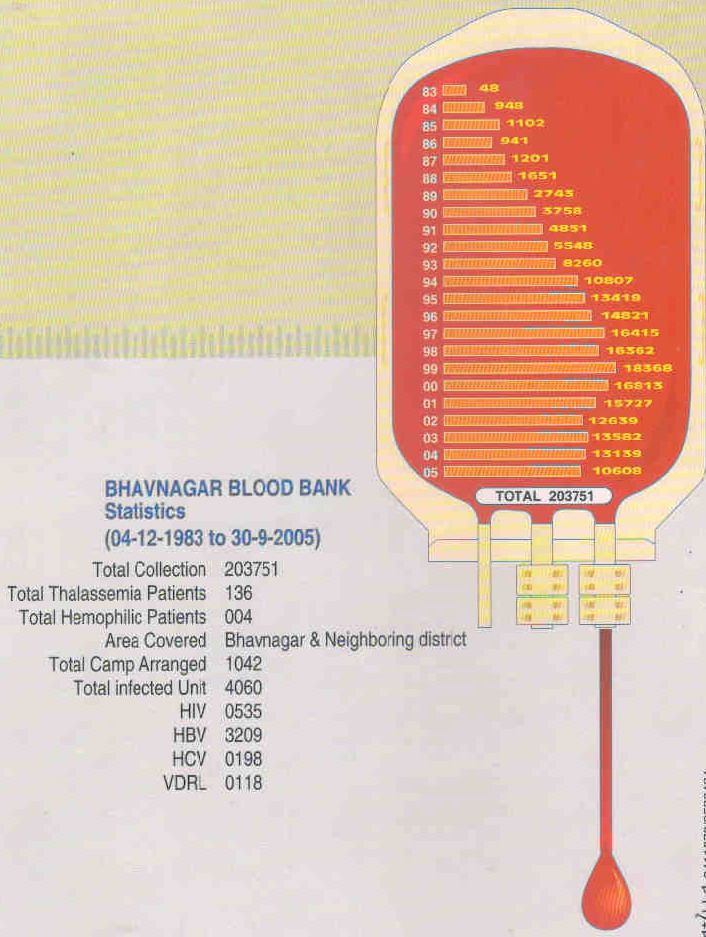 83 48
84 948
85 1102
86 941
87 1201
88 1651
89 2743
90 3758
91 4851
92 5548
93 8260
94 10807
95 13419
96 14821
97 16415
98 16362
99 18368
00 16813
01 15727
02 12639
03 13582
04 13139
05 10608
TOTAL 203751
BHAVNAGAR BLOOD BANK
Statistics
(04-12-1983 to 30-9-2005)
Total Collection 203751
Total Thalassemia Patients 136
Total Hemophilic Patients 004
Area Covered Bhavnagar & Neighboring district
Total Camp Arranged 1042
Total infected Unit 4060
HIV 0535
HBV 3209
HCV 0198
VDRL 0118